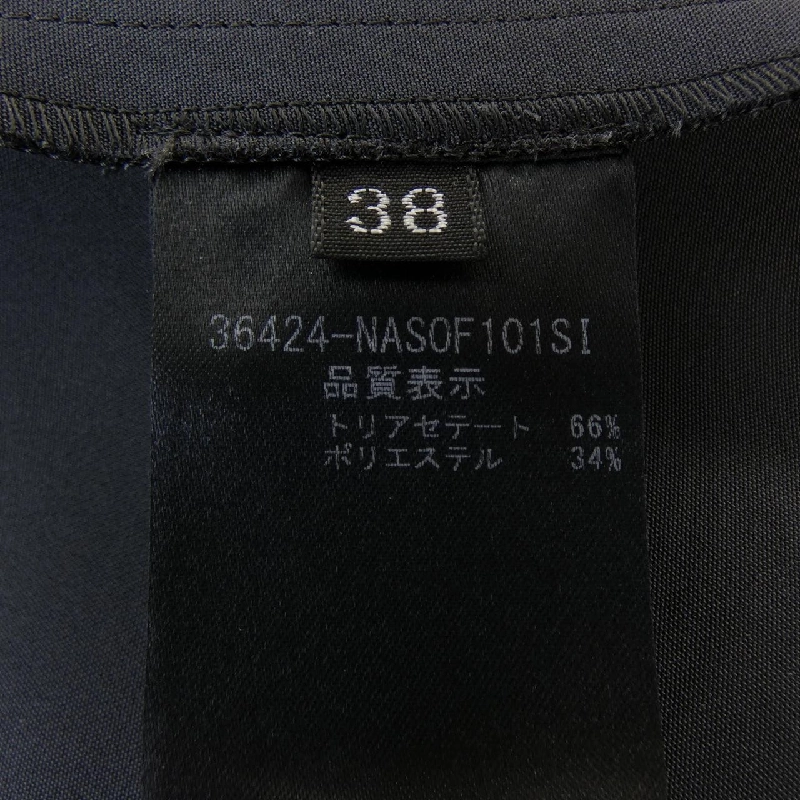 38
36424-NASOF101SI
品質表示
トリアセテート 66%
ポリエステル 34%